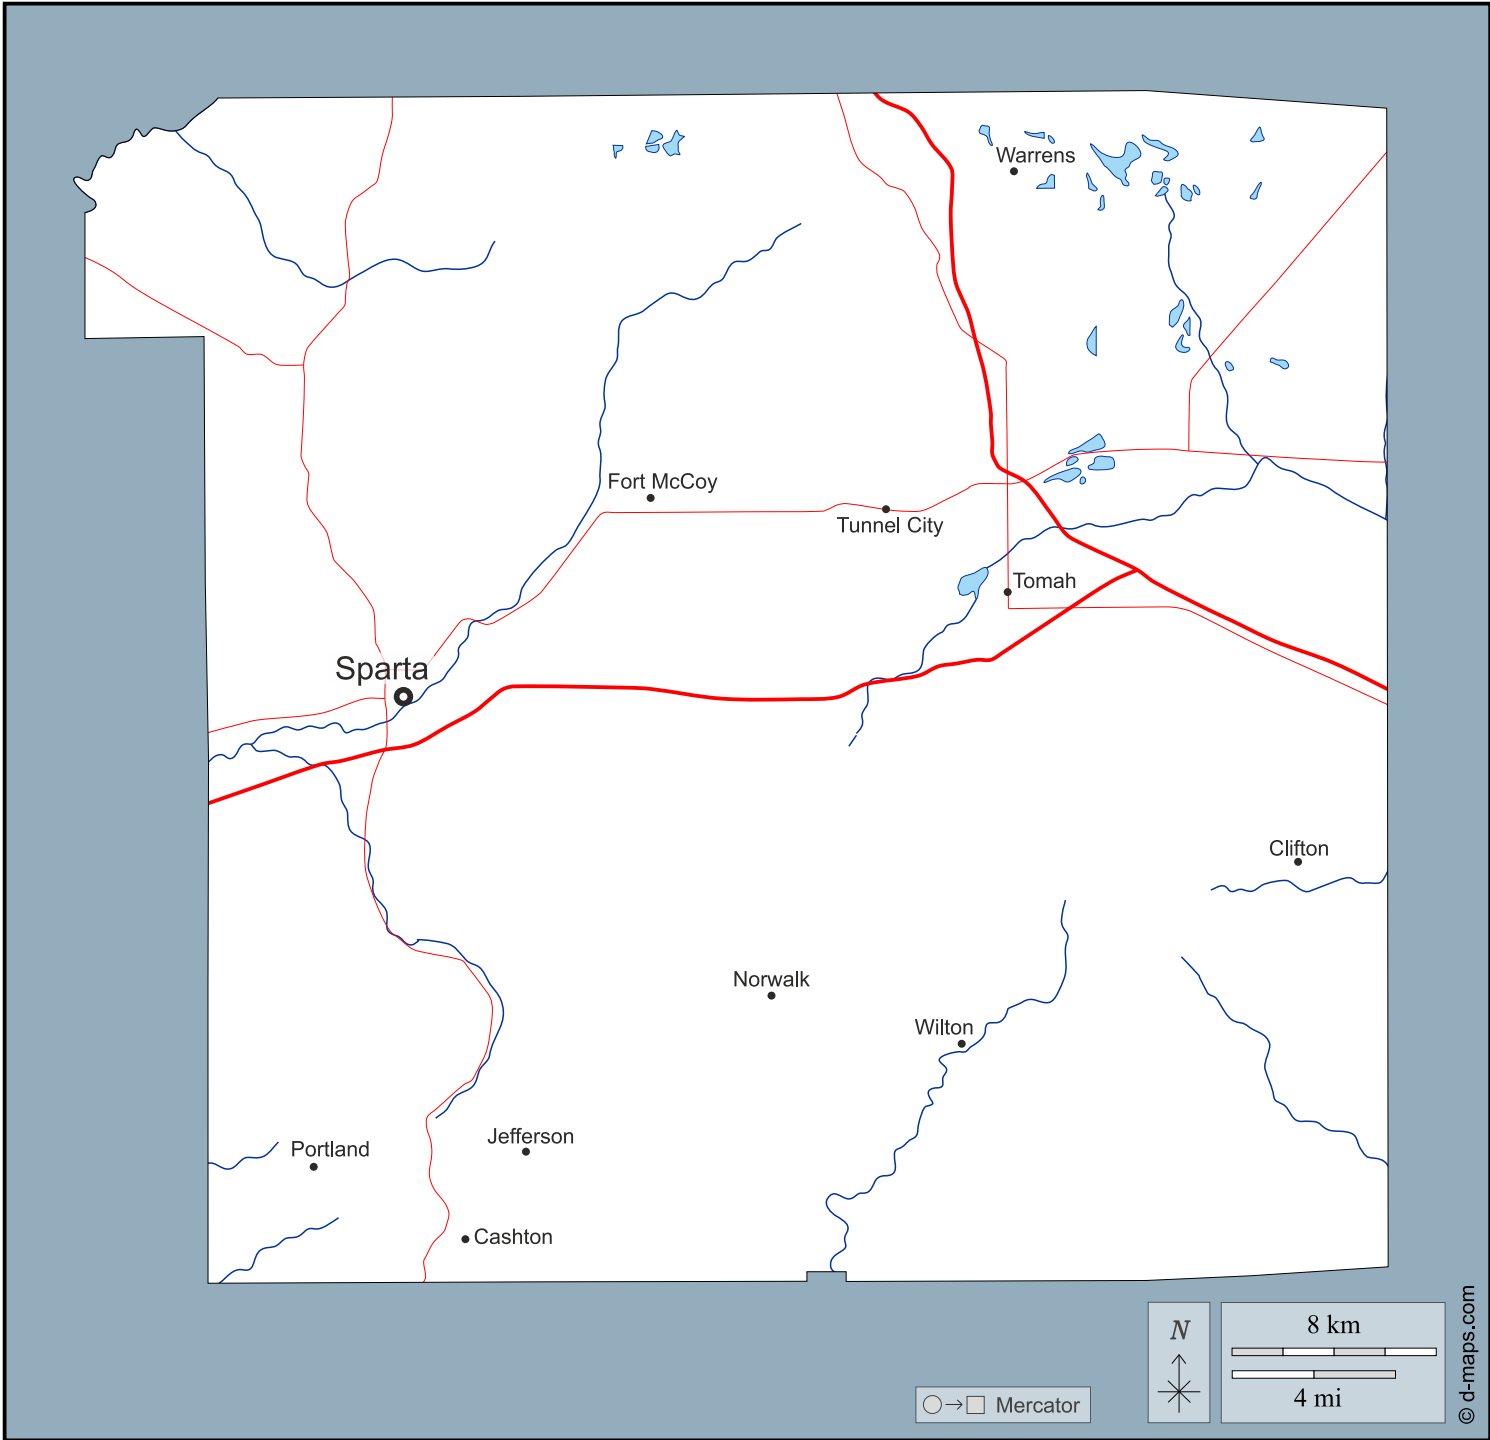 Warrens
Fort McCoy
Tunnel City
Tomah
Sparta
Clifton
Norwalk
Wilton
Jefferson
Portland
Cashton
N
8 km
4 mi
Mercator
© d-maps.com